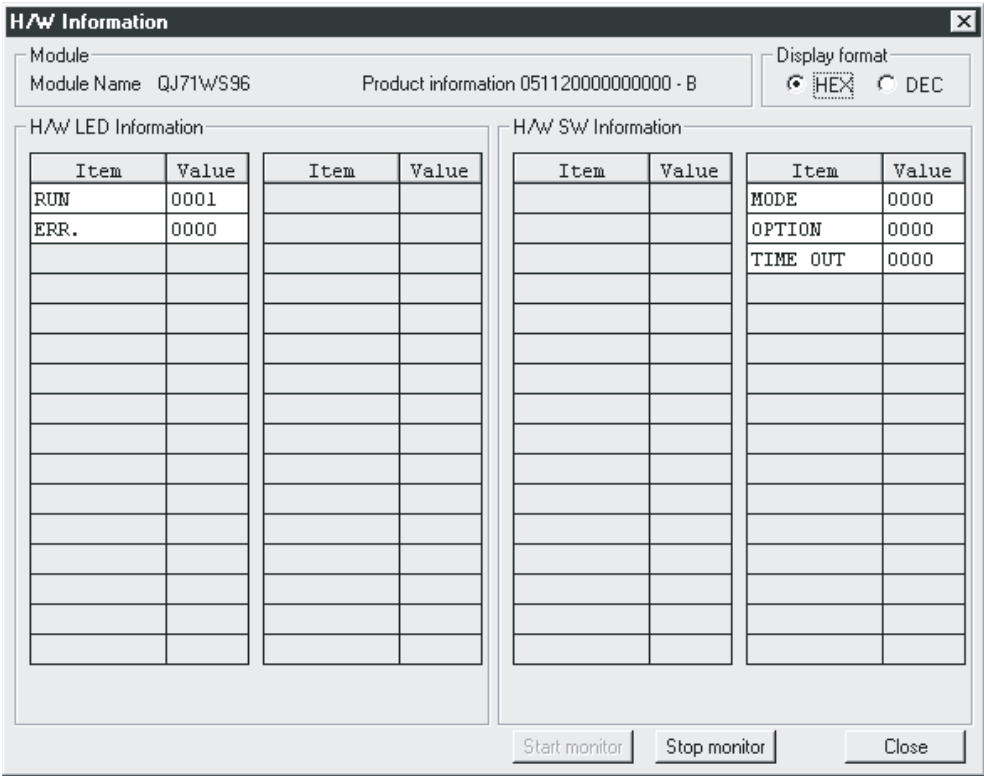 H/W Information
Module
Module Name QJ71WS96 Product information 051120000000000 - B
Display format
HEX DEC
H/W LED Information
Item Value Item Value
RUN 0001
ERR. 0000
H/W SW Information
Item Value Item Value
MODE 0000
OPTION 0000
TIME OUT 0000
Start monitor Stop monitor Close